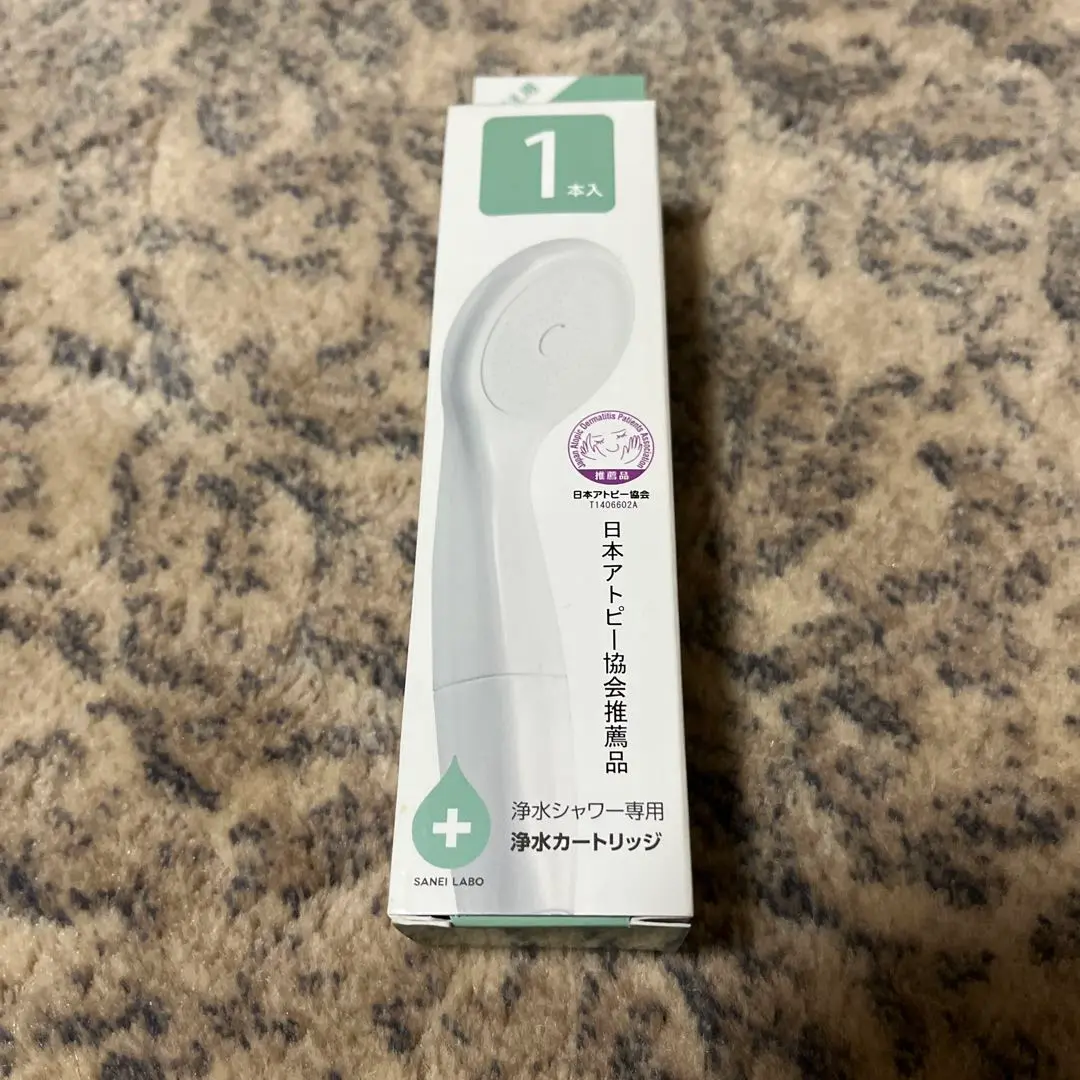 1
本入
Japan Atopic Dermatitis Patients Association
推薦品
日本アトピー協会
T1406602A
日本アトピー協会推薦品
浄水シャワー専用
浄水カートリッジ
SANEI LABO